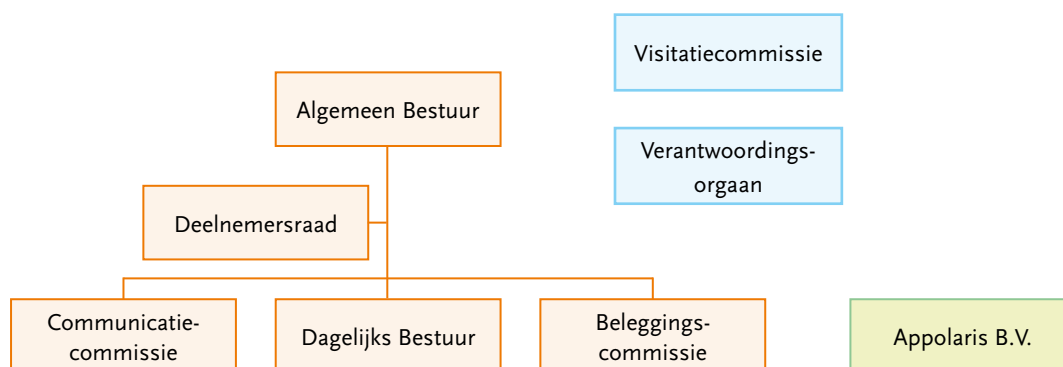 Visitatiecommissie
Algemeen Bestuur
Verantwoordings-
orgaan
Deelnemersraad
Communicatie-
commissie
Dagelijks Bestuur
Beleggings-
commissie
Appolaris B.V.